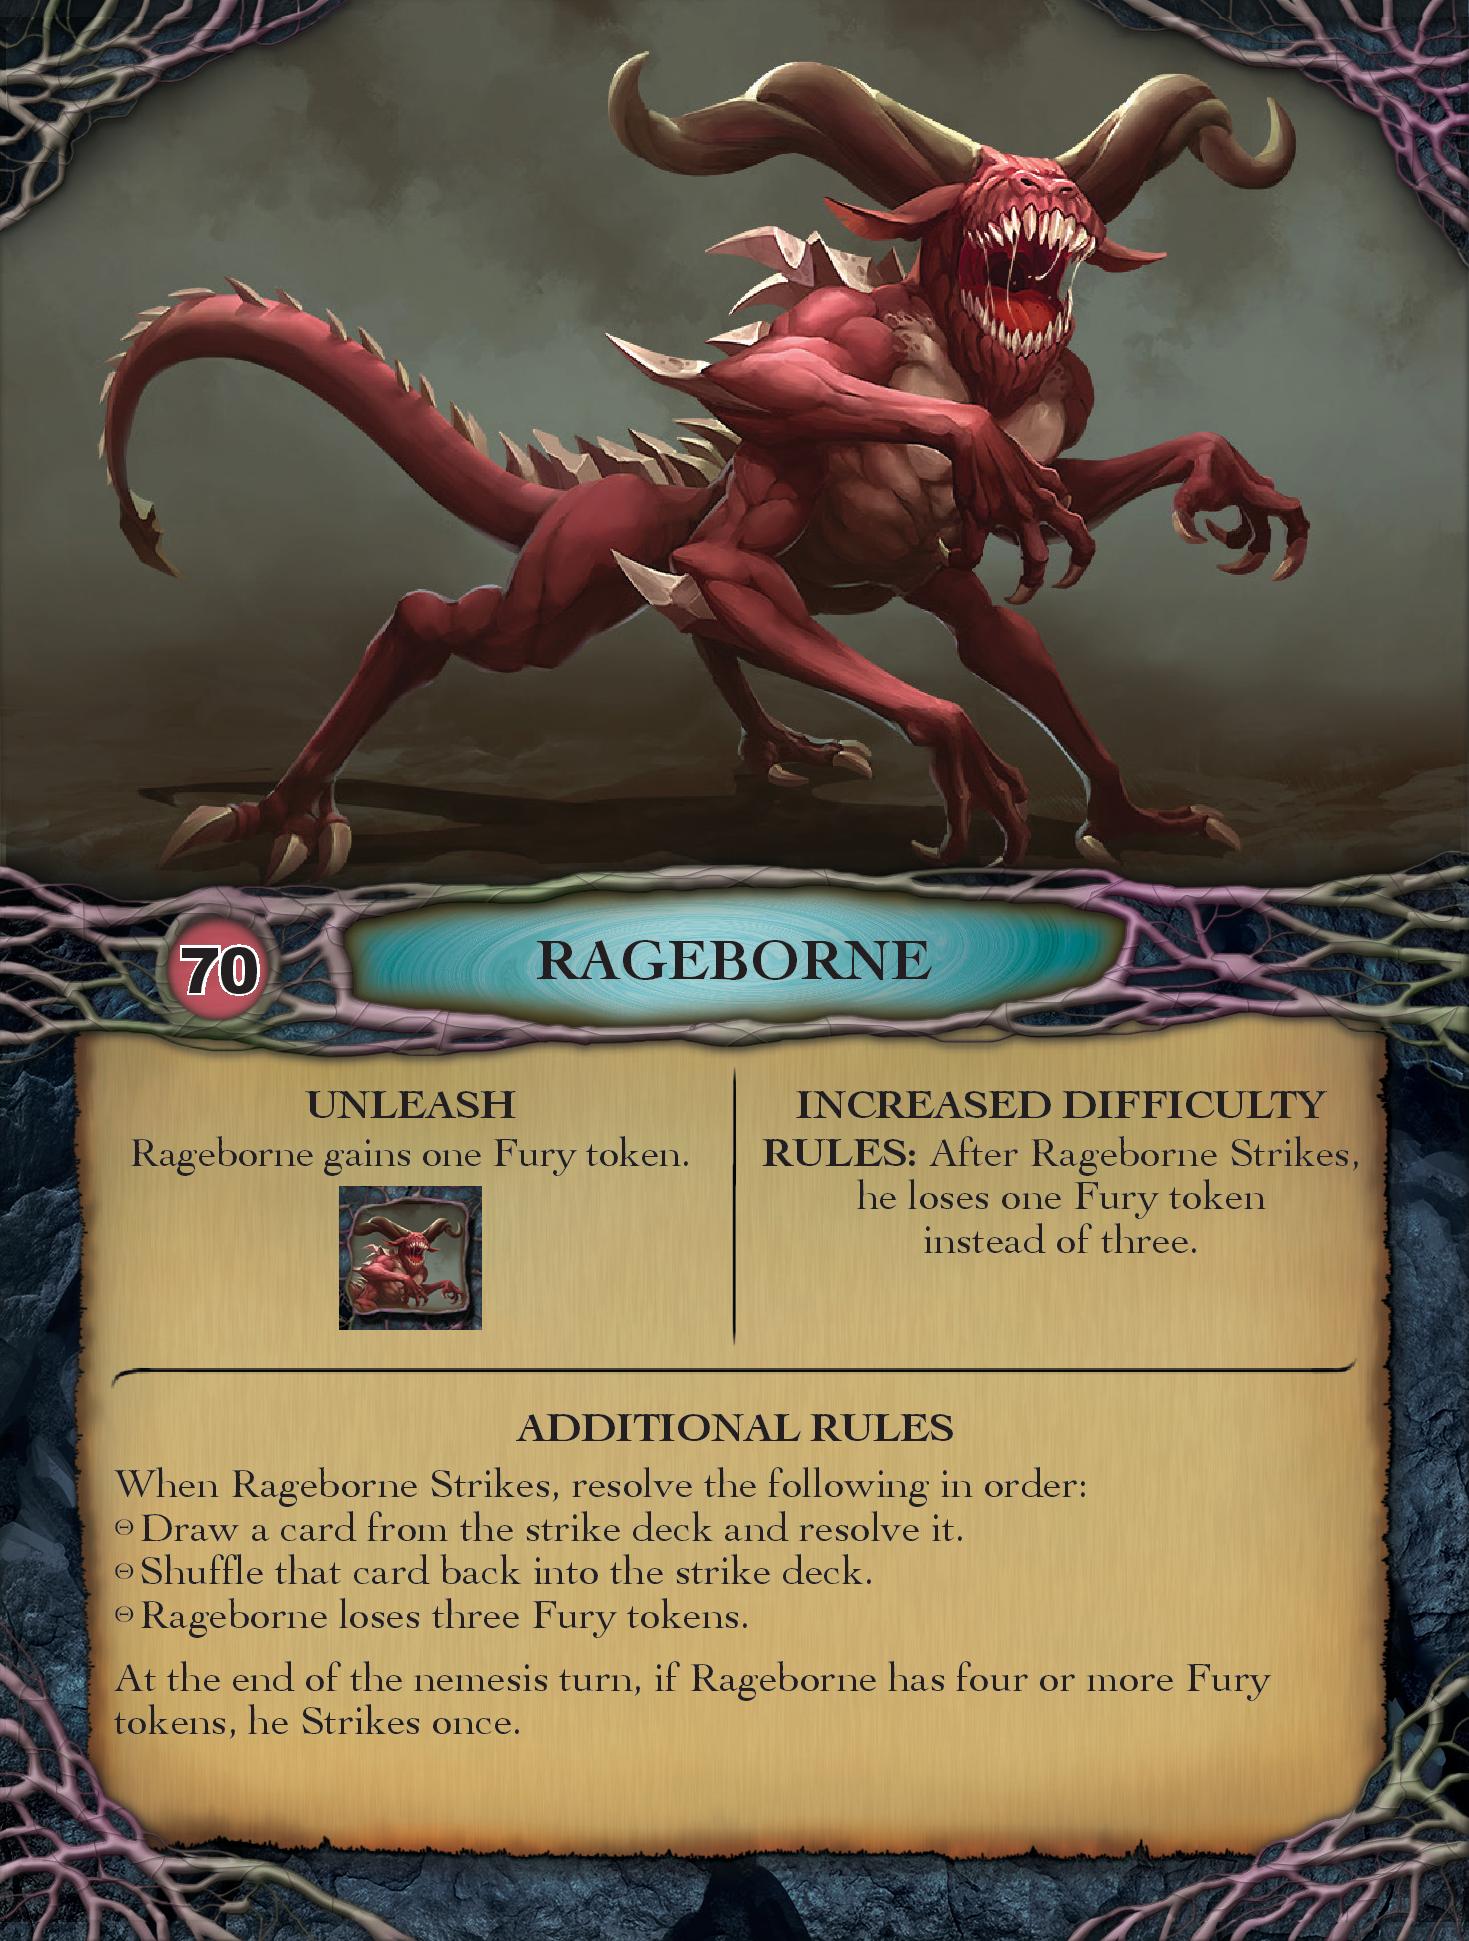 70
RAGEBORNE
UNLEASH
Rageborne gains one Fury token.
INCREASED DIFFICULTY
RULES: After Rageborne Strikes,
he loses one Fury token
instead of three.
ADDITIONAL RULES
When Rageborne Strikes, resolve the following in order:
⊝ Draw a card from the strike deck and resolve it.
⊝ Shuffle that card back into the strike deck.
⊝ Rageborne loses three Fury tokens.
At the end of the nemesis turn, if Rageborne has four or more Fury
tokens, he Strikes once.